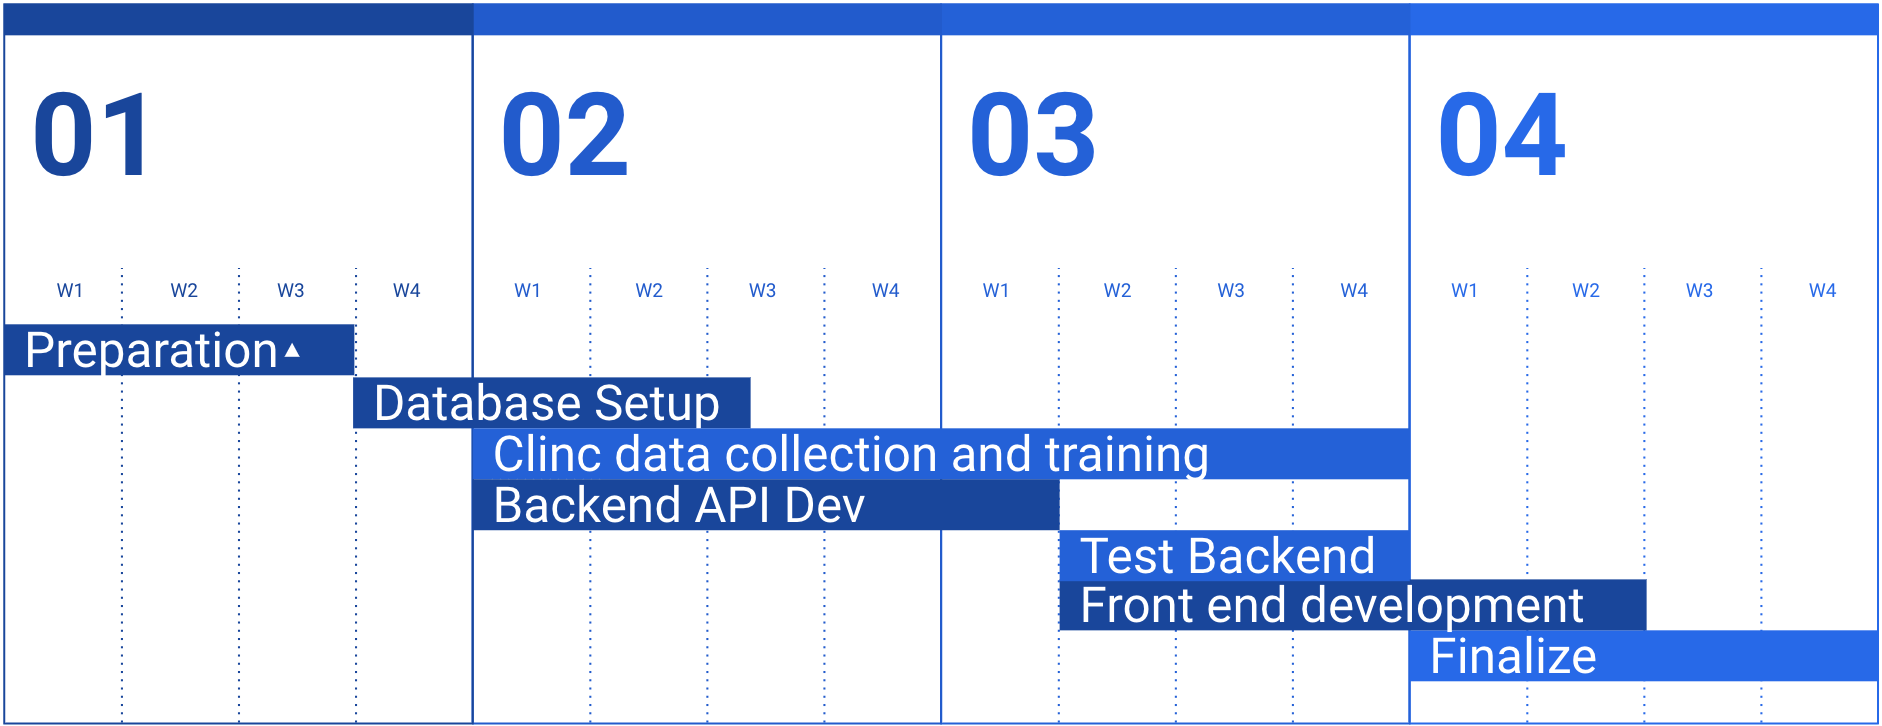 01 02 03 04
W1 W2 W3 W4 W1 W2 W3 W4 W1 W2 W3 W4 W1 W2 W3 W4
Preparation▲
Database Setup
Clinc data collection and training
Backend API Dev
Test Backend
Front end development
Finalize